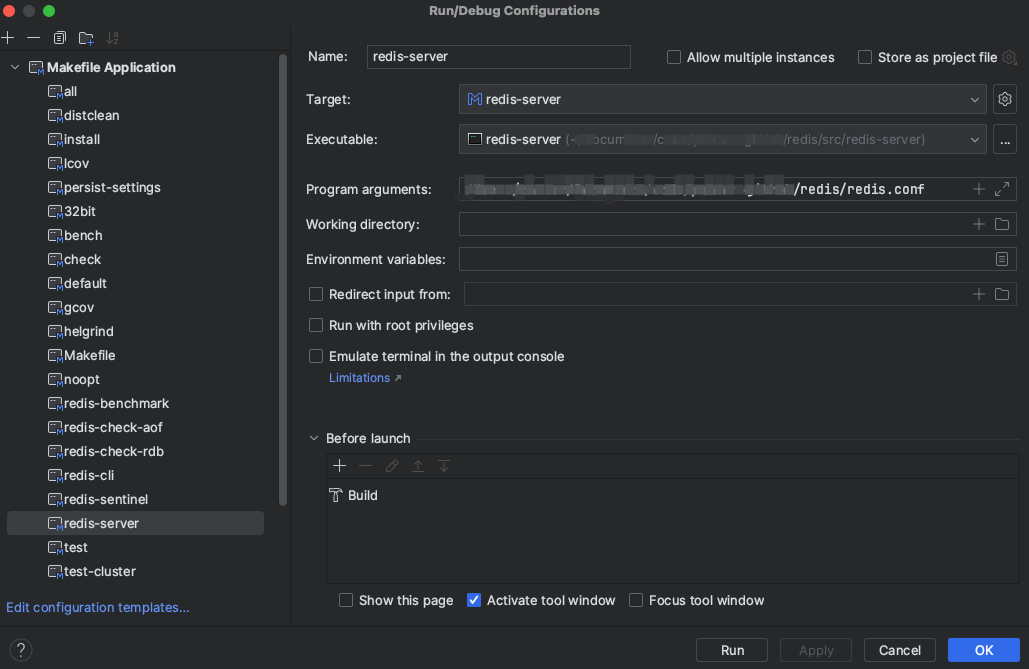 Run/Debug Configurations
Makefile Application
all
distclean
install
lcov
persist-settings
32bit
bench
check
default
gcov
helgrind
Makefile
noopt
redis-benchmark
redis-check-aof
redis-check-rdb
redis-cli
redis-sentinel
redis-server
test
test-cluster
Edit configuration templates...
Name: redis-server Allow multiple instances Store as project file
Target: redis-server
Executable: redis-server /redis/src/redis-server) ...
Program arguments: /redis/redis.conf
Working directory:
Environment variables:
Redirect input from:
Run with root privileges
Emulate terminal in the output console
Limitations ↗
Before launch
Build
Show this page Activate tool window Focus tool window
? Run Apply Cancel OK